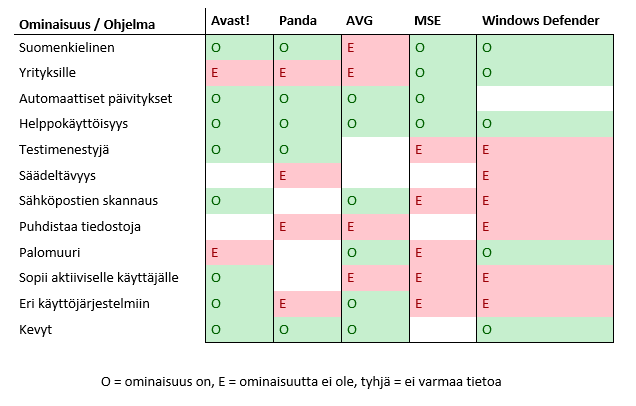 Ominaisuus / Ohjelma Avast! Panda AVG MSE Windows Defender
Suomenkielinen O O E O O
Yrityksille E E E O O
Automaattiset päivitykset O O O O
Helppokäyttöisyys O O O O O
Testimenestyjä O O E E
Säädeltävyys E E
Sähköpostien skannaus O O E E
Puhdistaa tiedostoja E E E
Palomuuri E O E O
Sopii aktiiviselle käyttäjälle O E E E
Eri käyttöjärjestelmiin O E O E E
Kevyt O O O O
O = ominaisuus on, E = ominaisuutta ei ole, tyhjä = ei varmaa tietoa